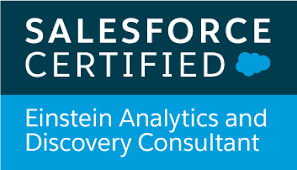 SALESFORCE
CERTIFIED
Einstein Analytics and
Discovery Consultant